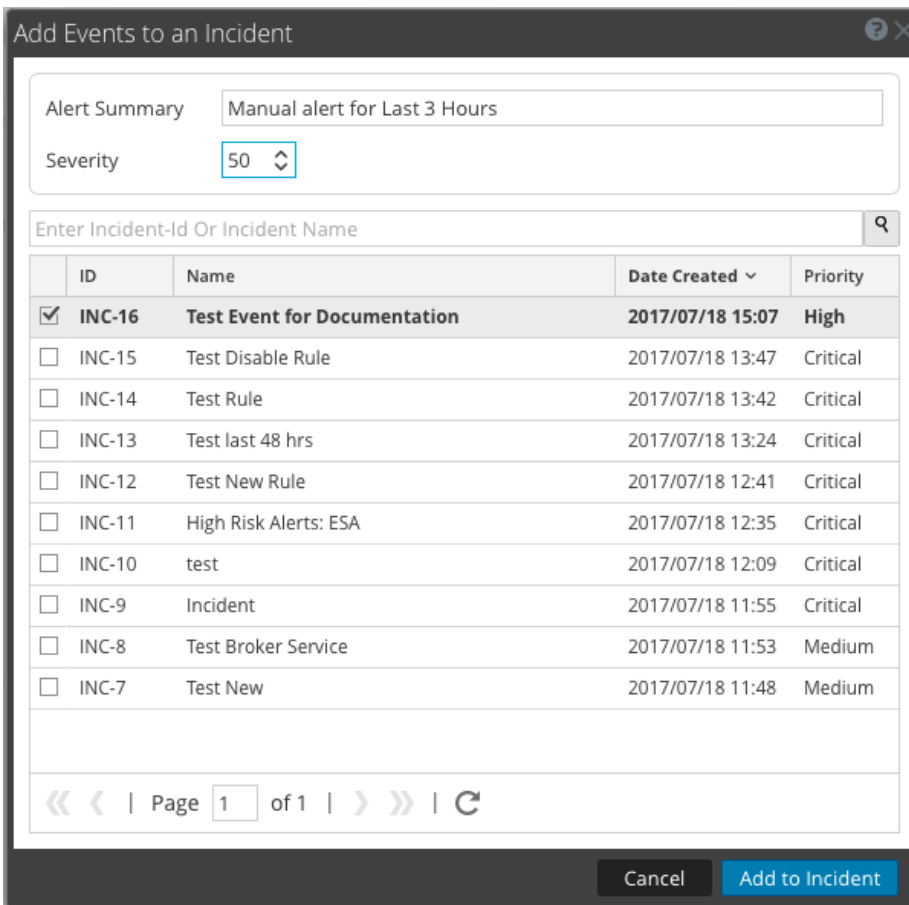 Add Events to an Incident
Alert Summary Manual alert for Last 3 Hours
Severity 50
Enter Incident-Id Or Incident Name
ID Name Date Created Priority
INC-16 Test Event for Documentation 2017/07/18 15:07 High
INC-15 Test Disable Rule 2017/07/18 13:47 Critical
INC-14 Test Rule 2017/07/18 13:42 Critical
INC-13 Test last 48 hrs 2017/07/18 13:24 Critical
INC-12 Test New Rule 2017/07/18 12:41 Critical
INC-11 High Risk Alerts: ESA 2017/07/18 12:35 Critical
INC-10 test 2017/07/18 12:09 Critical
INC-9 Incident 2017/07/18 11:55 Critical
INC-8 Test Broker Service 2017/07/18 11:53 Medium
INC-7 Test New 2017/07/18 11:48 Medium
Page 1 of 1
Cancel Add to Incident